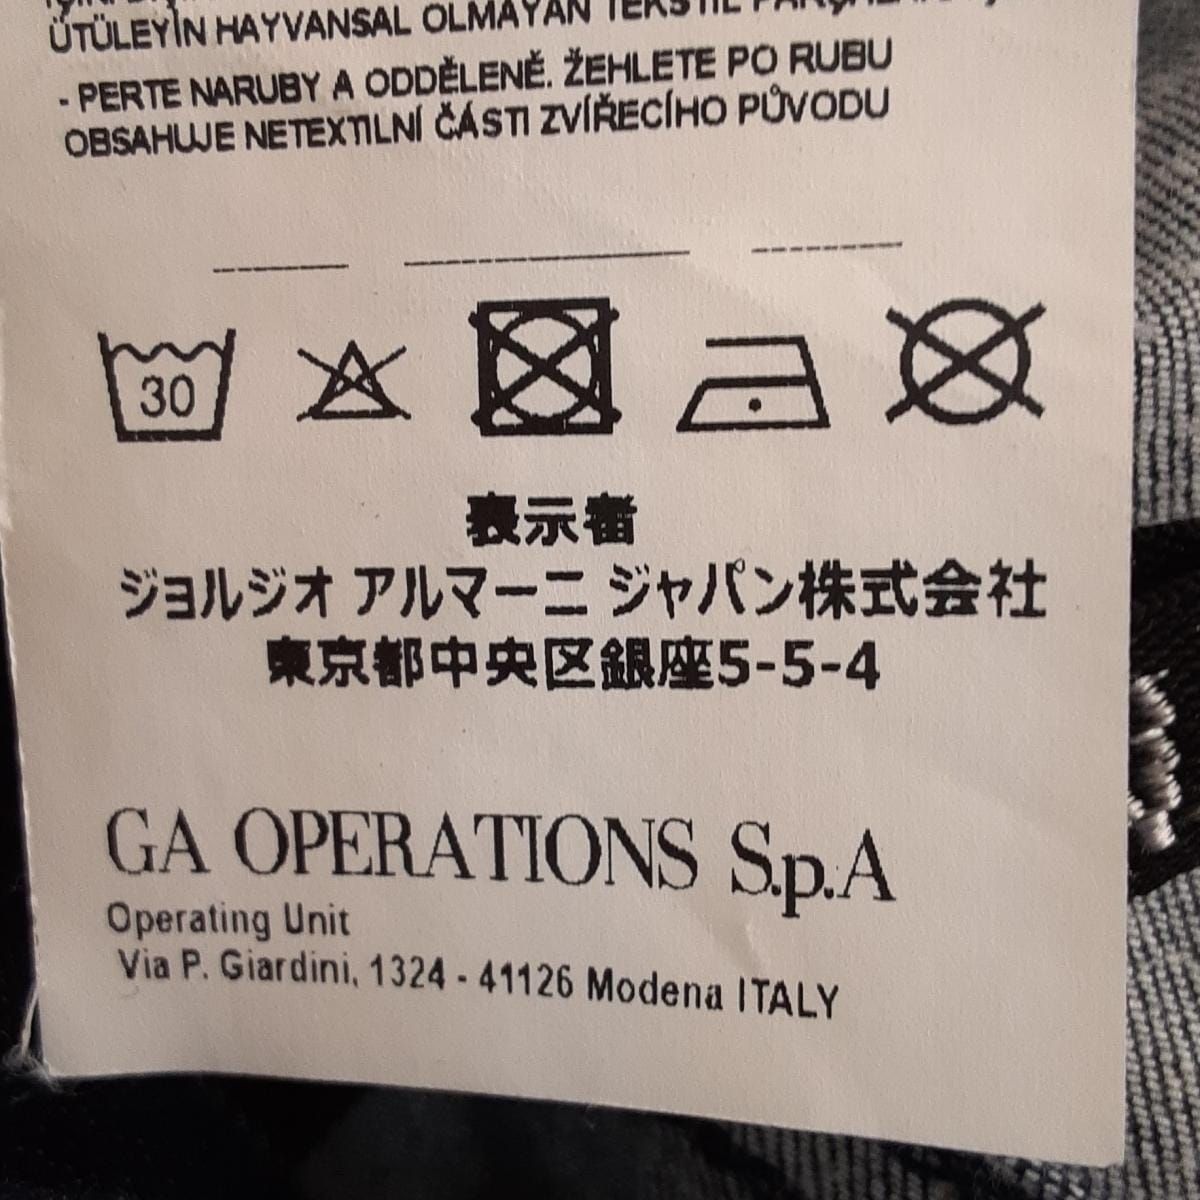 ÜTÜLEYİN HAYVANSAL OLMAYAN TEKSTİL
- PERTE NARUBY A ODDĚLENĚ. ŽEHLETE PO RUBU
OBSAHUJE NETEXTILNÍ ČÁSTI ZVÍŘECÍHO PŮVODU
30
表示者
ジョルジオ アルマーニ ジャパン株式会社
東京都中央区銀座5-5-4
GA OPERATIONS S.p.A
Operating Unit
Via P. Giardini, 1324 - 41126 Modena ITALY